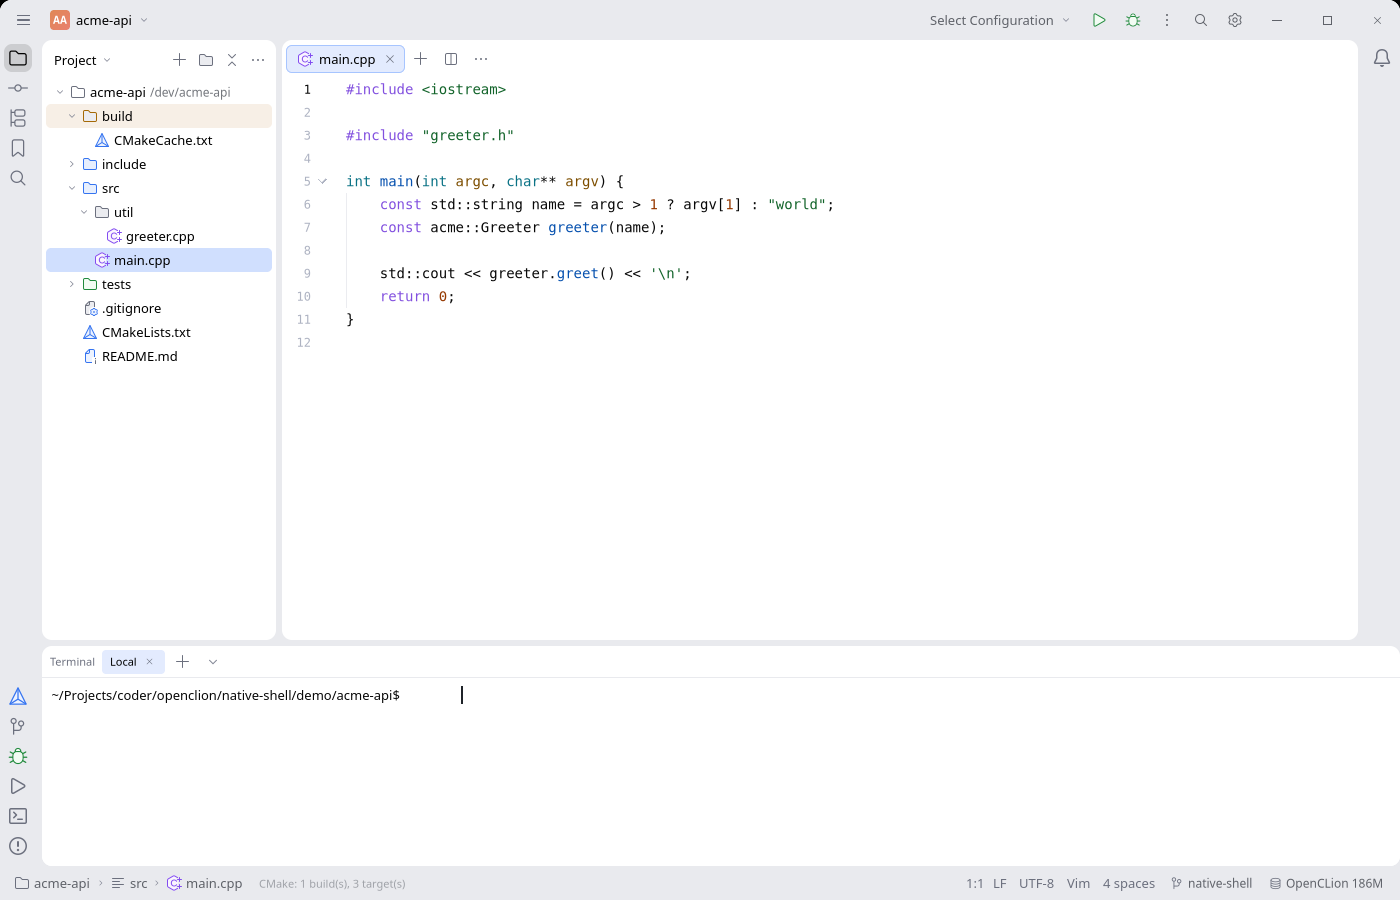 AA acme-api
Select Configuration
Project
main.cpp
acme-api /dev/acme-api
build
CMakeCache.txt
include
src
util
greeter.cpp
main.cpp
tests
.gitignore
CMakeLists.txt
README.md
1 #include <iostream>
2
3 #include "greeter.h"
4
5 int main(int argc, char** argv) {
6 const std::string name = argc > 1 ? argv[1] : "world";
7 const acme::Greeter greeter(name);
8
9 std::cout << greeter.greet() << '\n';
10 return 0;
11 }
12
Terminal Local
~/Projects/coder/openclion/native-shell/demo/acme-api$
acme-api src main.cpp CMake: 1 build(s), 3 target(s) 1:1 LF UTF-8 Vim 4 spaces native-shell OpenCLion 186M